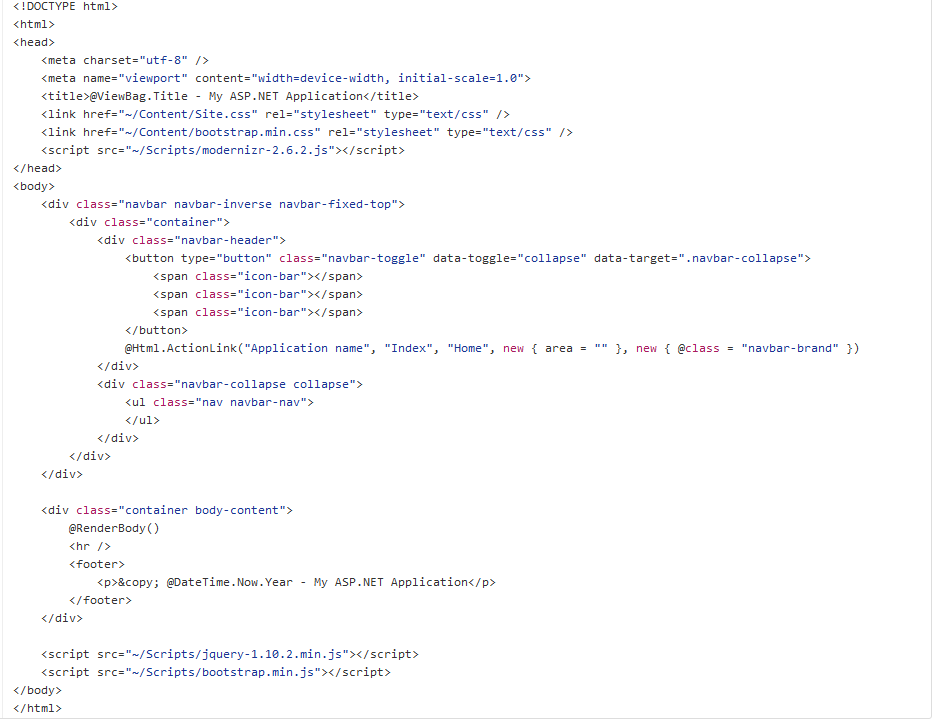 <!DOCTYPE html>
<html>
<head>
    <meta charset="utf-8" />
    <meta name="viewport" content="width=device-width, initial-scale=1.0">
    <title>@ViewBag.Title - My ASP.NET Application</title>
    <link href="~/Content/Site.css" rel="stylesheet" type="text/css" />
    <link href="~/Content/bootstrap.min.css" rel="stylesheet" type="text/css" />
    <script src="~/Scripts/modernizr-2.6.2.js"></script>
</head>
<body>
    <div class="navbar navbar-inverse navbar-fixed-top">
        <div class="container">
            <div class="navbar-header">
                <button type="button" class="navbar-toggle" data-toggle="collapse" data-target=".navbar-collapse">
                    <span class="icon-bar"></span>
                    <span class="icon-bar"></span>
                    <span class="icon-bar"></span>
                </button>
                @Html.ActionLink("Application name", "Index", "Home", new { area = "" }, new { @class = "navbar-brand" })
            </div>
            <div class="navbar-collapse collapse">
                <ul class="nav navbar-nav">
                </ul>
            </div>
        </div>
    </div>

    <div class="container body-content">
        @RenderBody()
        <hr />
        <footer>
            <p>&copy; @DateTime.Now.Year - My ASP.NET Application</p>
        </footer>
    </div>

    <script src="~/Scripts/jquery-1.10.2.min.js"></script>
    <script src="~/Scripts/bootstrap.min.js"></script>
</body>
</html>